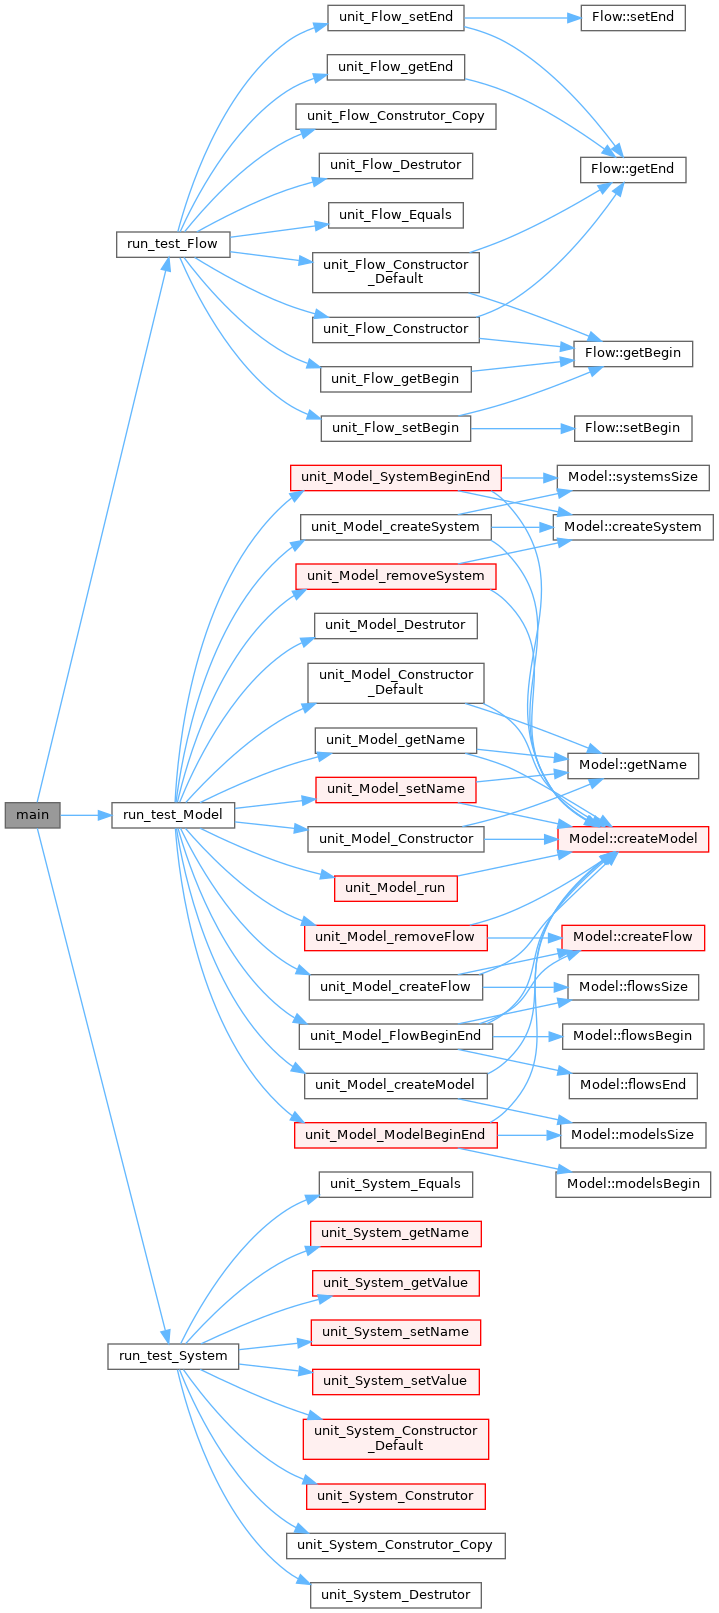 main
run_test_Flow
run_test_Model
run_test_System
unit_Flow_setEnd
unit_Flow_getEnd
unit_Flow_Construtor_Copy
unit_Flow_Destrutor
unit_Flow_Equals
unit_Flow_Constructor
_Default
unit_Flow_Constructor
unit_Flow_getBegin
unit_Flow_setBegin
unit_Model_SystemBeginEnd
unit_Model_createSystem
unit_Model_removeSystem
unit_Model_Destrutor
unit_Model_Constructor
_Default
unit_Model_getName
unit_Model_setName
unit_Model_Constructor
unit_Model_run
unit_Model_removeFlow
unit_Model_createFlow
unit_Model_FlowBeginEnd
unit_Model_createModel
unit_Model_ModelBeginEnd
unit_System_Equals
unit_System_getName
unit_System_getValue
unit_System_setName
unit_System_setValue
unit_System_Constructor
_Default
unit_System_Construtor
unit_System_Construtor_Copy
unit_System_Destrutor
Flow::setEnd
Flow::getEnd
Flow::getBegin
Flow::setBegin
Model::systemsSize
Model::createSystem
Model::getName
Model::createModel
Model::createFlow
Model::flowsSize
Model::flowsBegin
Model::flowsEnd
Model::modelsSize
Model::modelsBegin